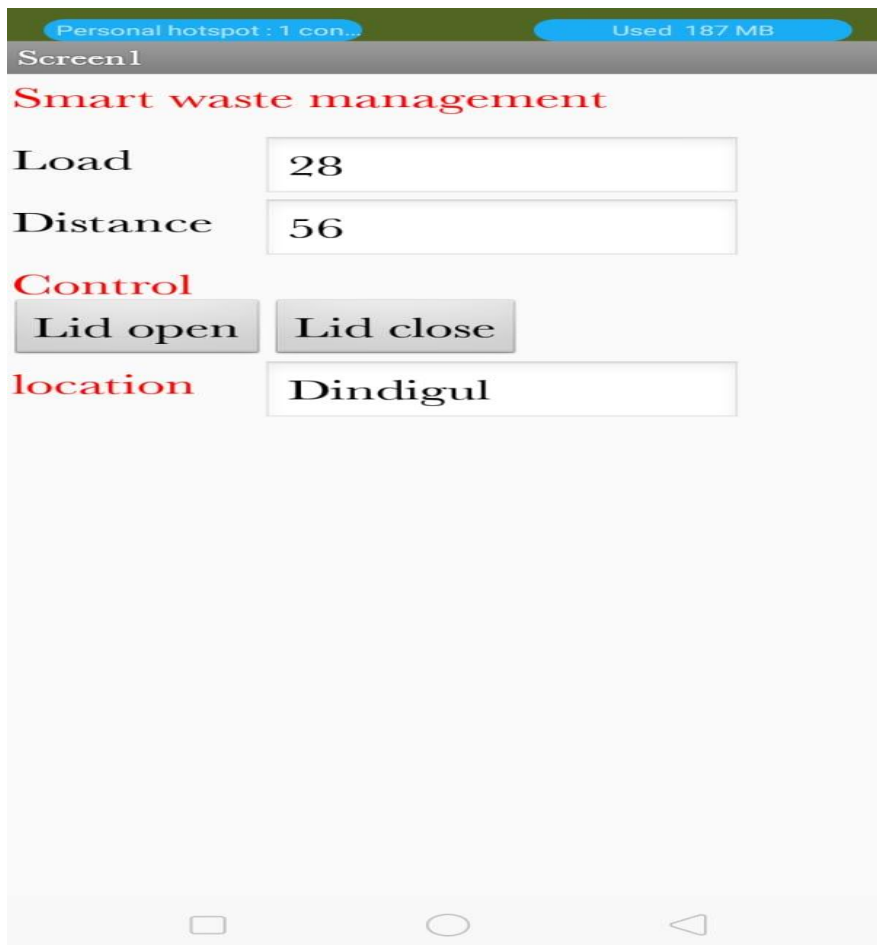 Personal hotspot : 1 con... Used 187 MB
Screen1
Smart waste management
Load 28
Distance 56
Control
Lid open Lid close
location Dindigul